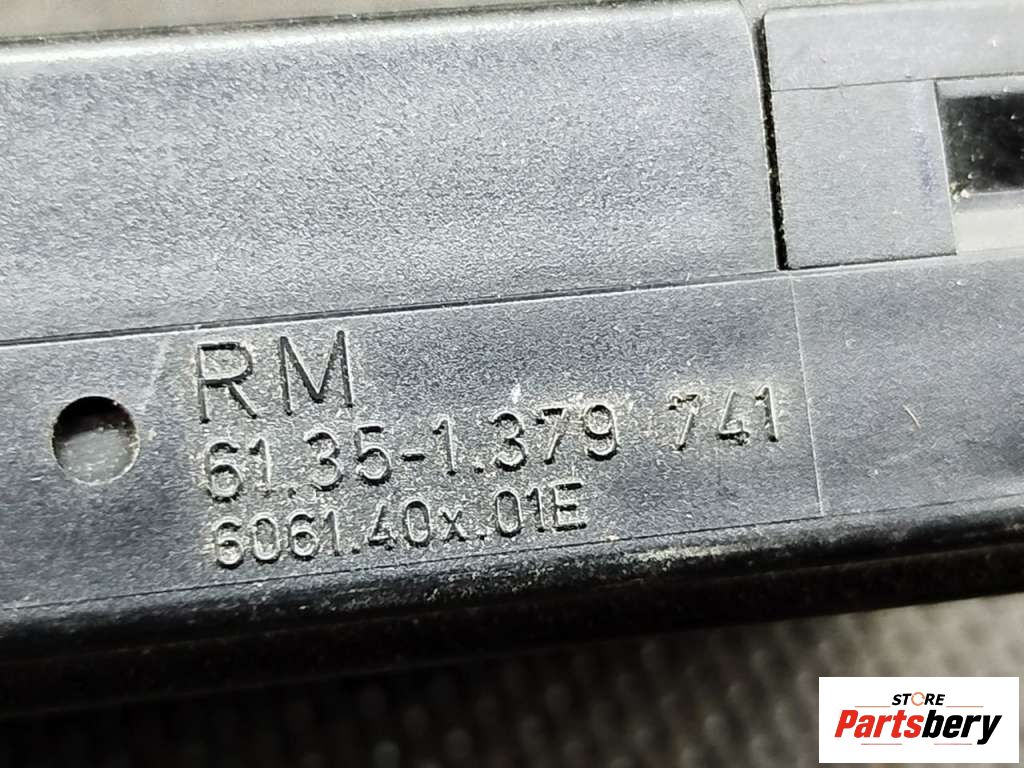 RM
61.35-1.379 741
6061.40x.01E
STORE
Partsbery